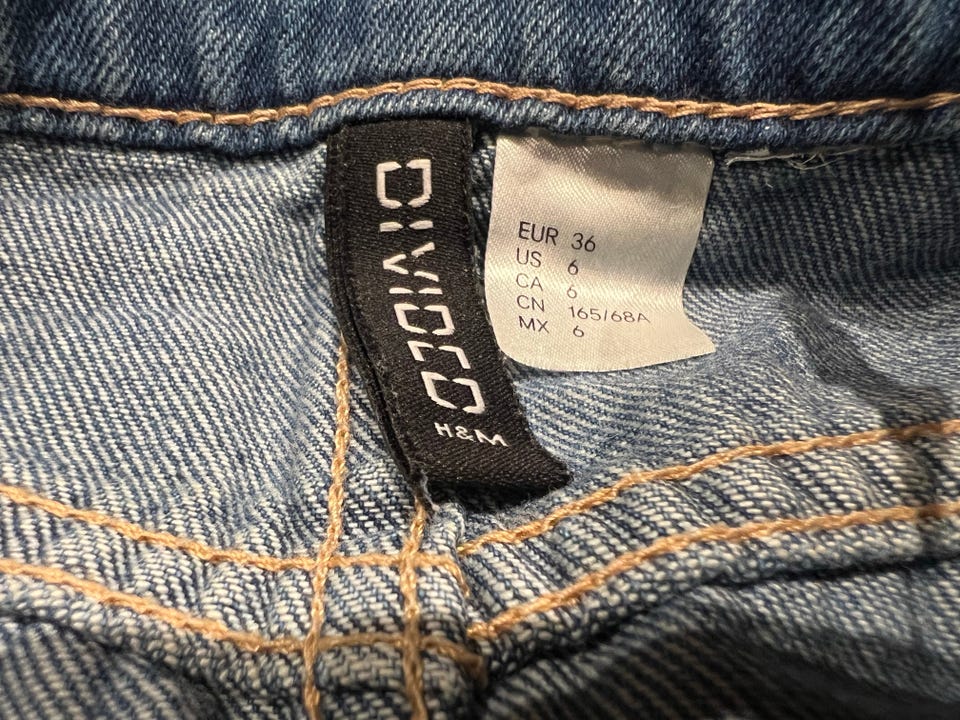 DIVIDED
H&M
EUR 36
US 6
CA 6
CN 165/68A
MX 6